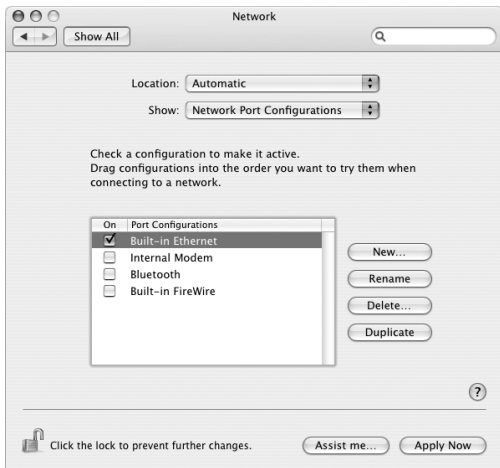 Network
Show All
Location: Automatic
Show: Network Port Configurations
Check a configuration to make it active.
Drag configurations into the order you want to try them when
connecting to a network.
On Port Configurations
Built-in Ethernet
Internal Modem
Bluetooth
Built-in FireWire
New...
Rename
Delete...
Duplicate
?
Click the lock to prevent further changes.
Assist me...
Apply Now